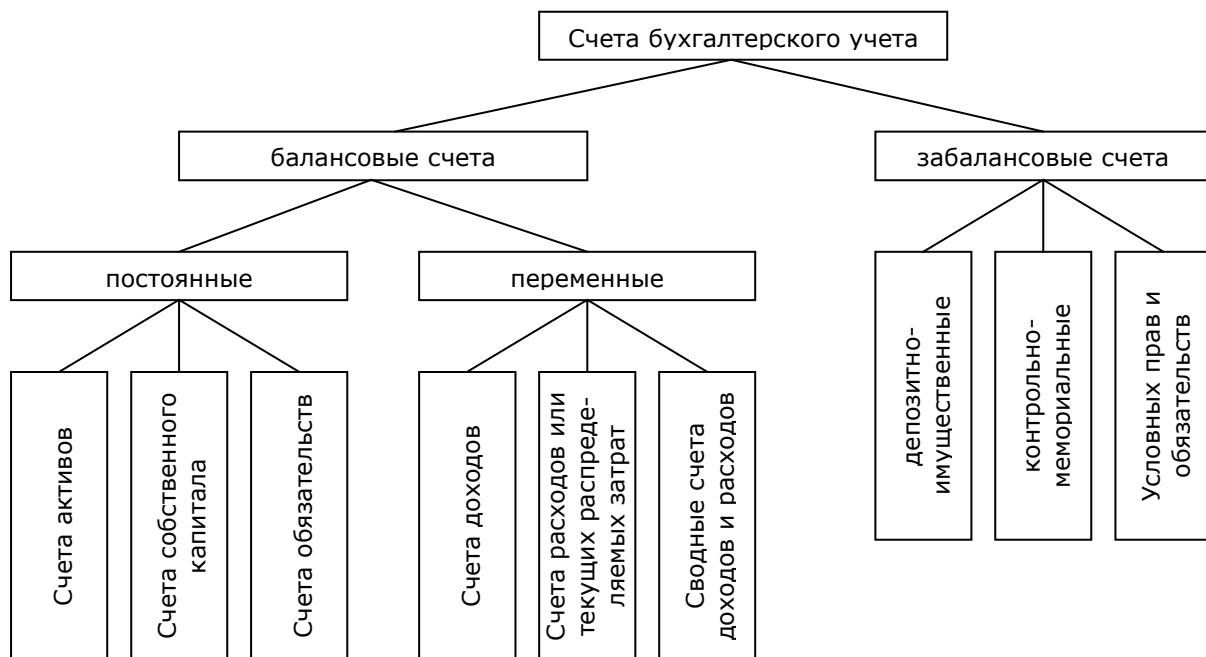 Счета бухгалтерского учета
балансовые счета
забалансовые счета
постоянные
переменные
Счета активов
Счета собственного
капитала
Счета обязательств
Счета доходов
Счета расходов или
текущих распреде-
ляемых затрат
Сводные счета
доходов и расходов
депозитно-
имущественные
контрольно-
мемориальные
Условных прав и
обязательств